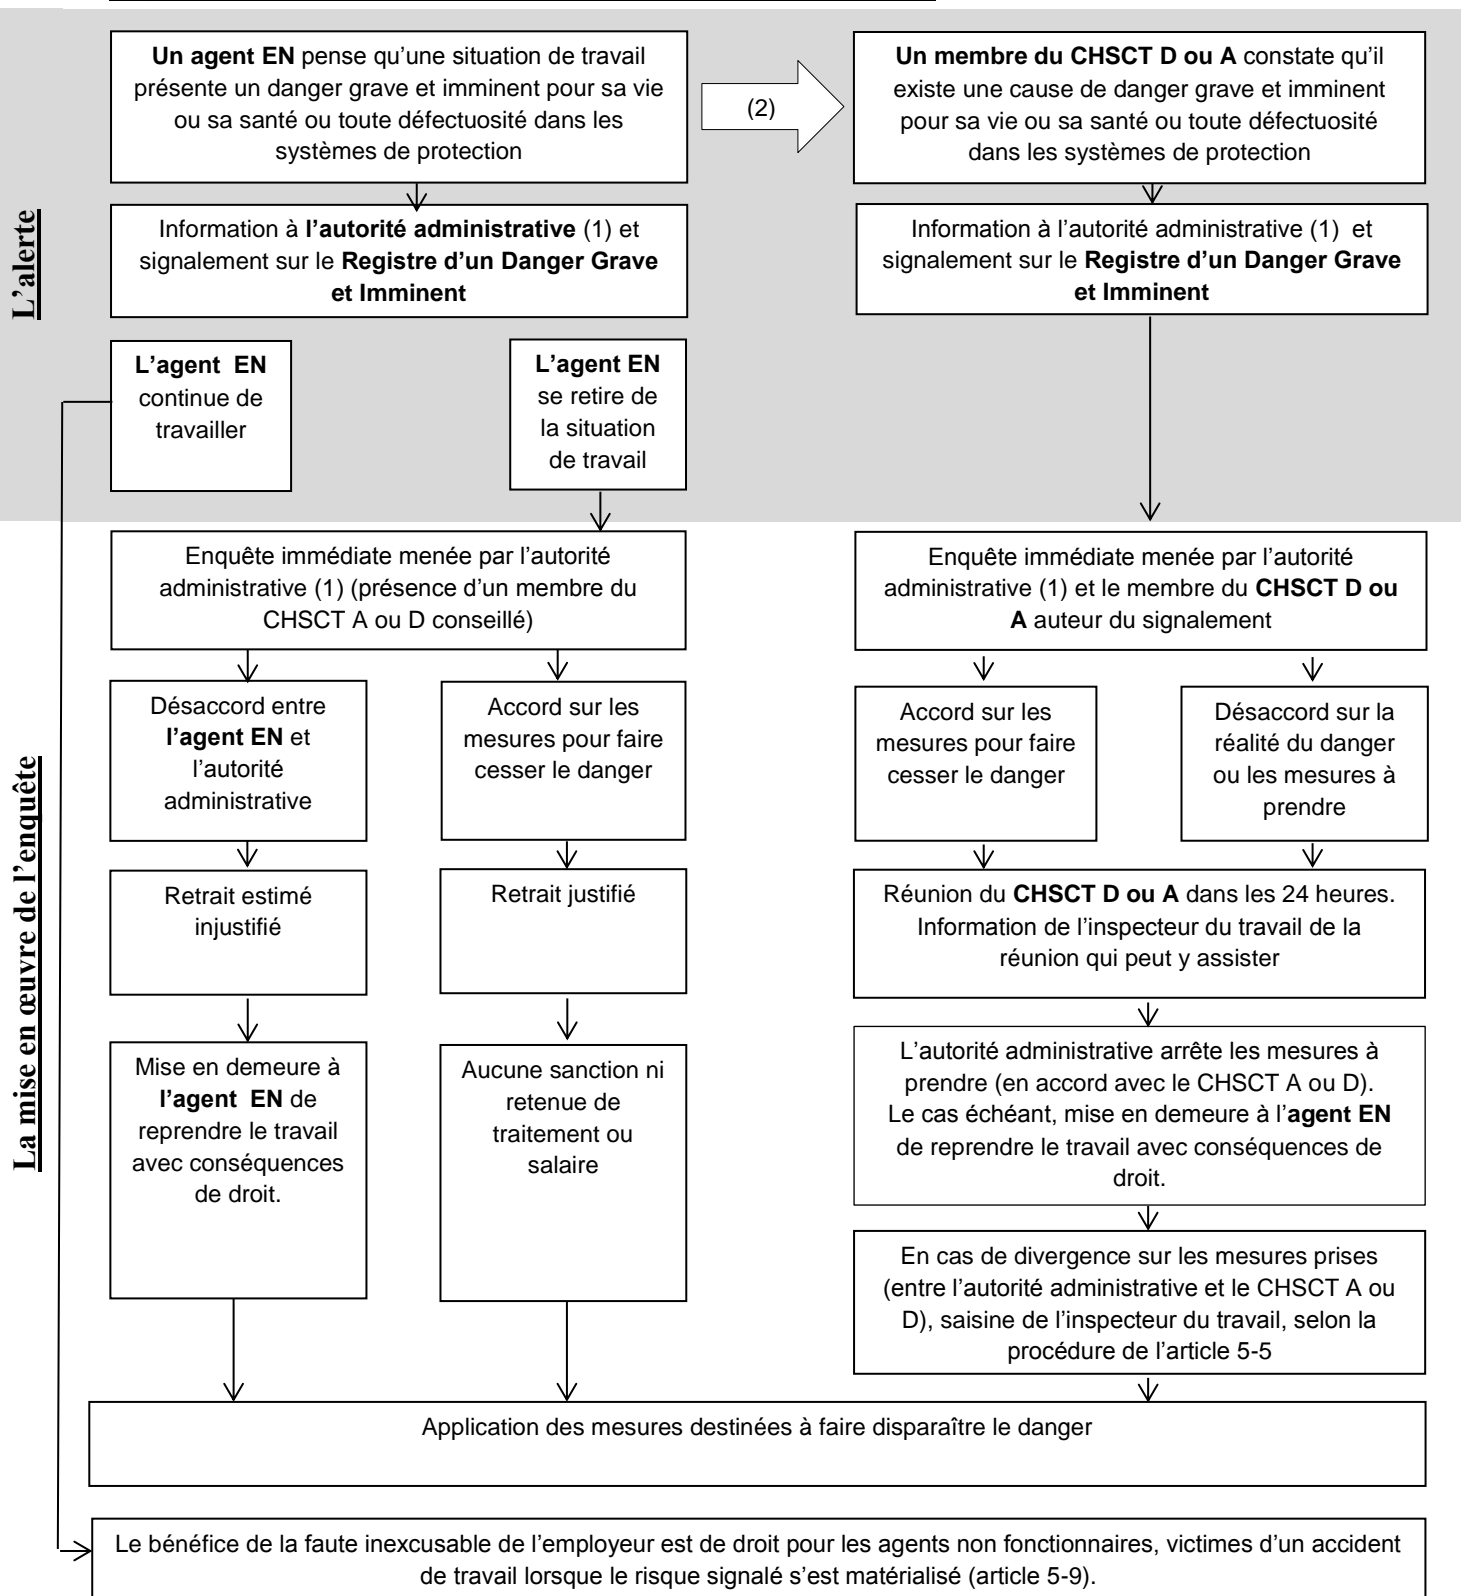 L'alerte
Un agent EN pense qu'une situation de travail
présente un danger grave et imminent pour sa vie
ou sa santé ou toute défectuosité dans les
systèmes de protection
(2)
Un membre du CHSCT D ou A constate qu'il
existe une cause de danger grave et imminent
pour sa vie ou sa santé ou toute défectuosité
dans les systèmes de protection
Information à l'autorité administrative (1) et
signalement sur le Registre d'un Danger Grave
et Imminent
Information à l'autorité administrative (1) et
signalement sur le Registre d'un Danger Grave
et Imminent
L'agent EN
continue de
travailler
L'agent EN
se retire de
la situation
de travail
La mise en œuvre de l'enquête
Enquête immédiate menée par l'autorité
administrative (1) (présence d'un membre du
CHSCT A ou D conseillé)
Enquête immédiate menée par l'autorité
administrative (1) et le membre du CHSCT D ou
A auteur du signalement
Désaccord entre
l'agent EN et
l'autorité
administrative
Accord sur les
mesures pour faire
cesser le danger
Accord sur les
mesures pour faire
cesser le danger
Désaccord sur la
réalité du danger
ou les mesures à
prendre
Retrait estimé
injustifié
Retrait justifié
Réunion du CHSCT D ou A dans les 24 heures.
Information de l'inspecteur du travail de la
réunion qui peut y assister
Mise en demeure à
l'agent EN de
reprendre le travail
avec conséquences
de droit.
Aucune sanction ni
retenue de
traitement ou
salaire
L'autorité administrative arrête les mesures à
prendre (en accord avec le CHSCT A ou D).
Le cas échéant, mise en demeure à l'agent EN
de reprendre le travail avec conséquences de
droit.
En cas de divergence sur les mesures prises
(entre l'autorité administrative et le CHSCT A ou
D), saisine de l'inspecteur du travail, selon la
procédure de l'article 5-5
Application des mesures destinées à faire disparaître le danger
Le bénéfice de la faute inexcusable de l'employeur est de droit pour les agents non fonctionnaires, victimes d'un accident
de travail lorsque le risque signalé s'est matérialisé (article 5-9).